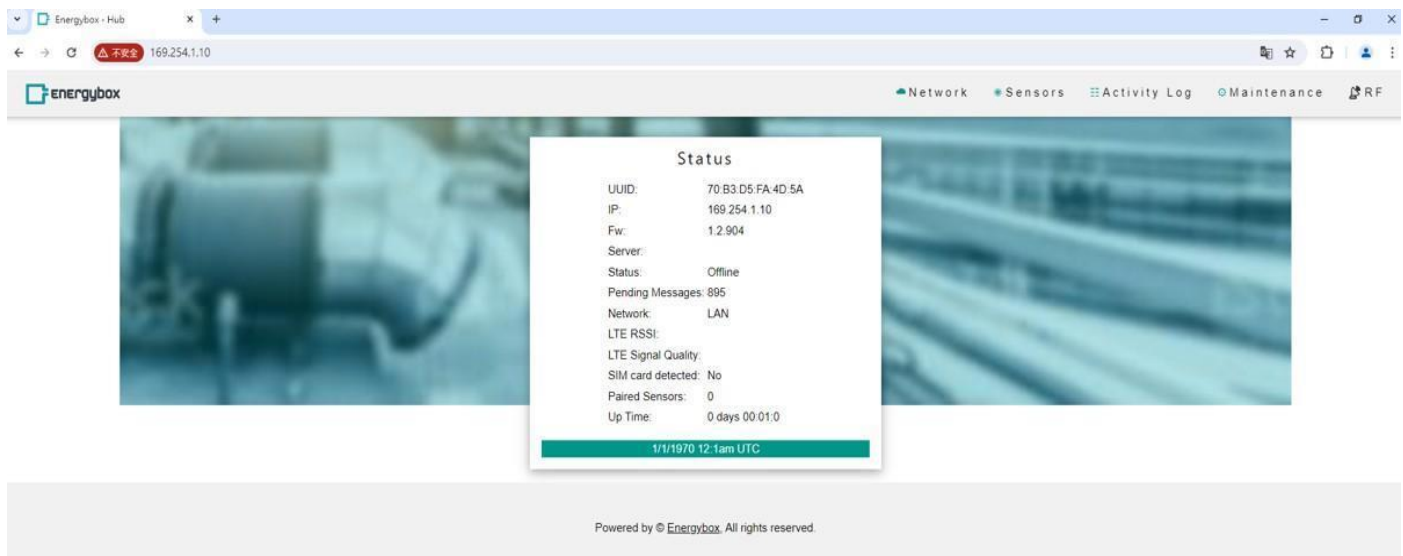 Energybox - Hub
不安全 169.254.1.10
ENERGYBOX Network Sensors Activity Log Maintenance RF
Status
UUID: 70:B3:D5:FA:4D:5A
IP: 169.254.1.10
Fw: 1.2.904
Server:
Status: Offline
Pending Messages: 895
Network: LAN
LTE RSSI:
LTE Signal Quality:
SIM card detected: No
Paired Sensors: 0
Up Time: 0 days 00:01:0
1/1/1970 12:1am UTC
Powered by © Energybox, All rights reserved.